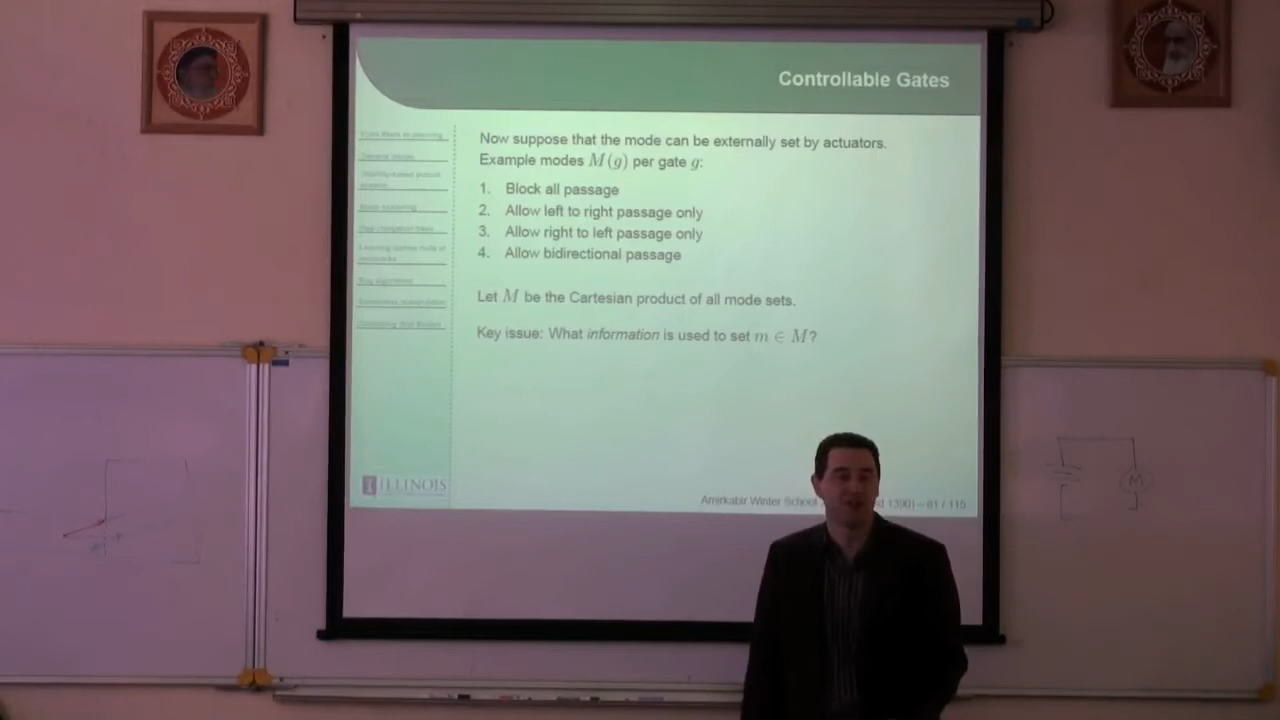 Controllable Gates
Now suppose that the mode can be externally set by actuators.
Example modes M(g) per gate g:
1. Block all passage
2. Allow left to right passage only
3. Allow right to left passage only
4. Allow bidirectional passage
Let M be the Cartesian product of all mode sets.
Key issue: What information is used to set m ∈ M?
I ILLINOIS
Amirkabir Winter School 1390) – 61 / 115
M